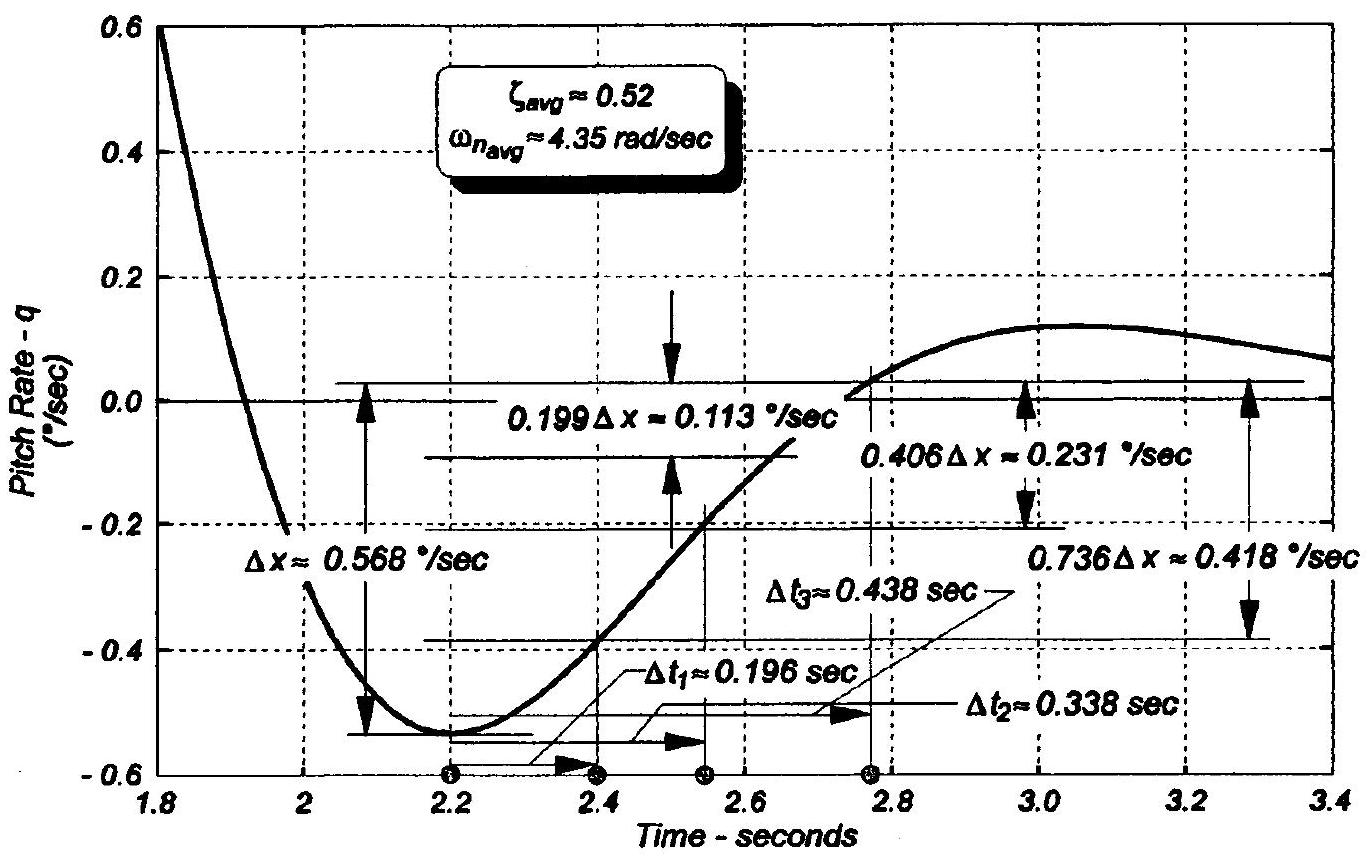 0.6
0.4
0.2
0.0
- 0.2
- 0.4
- 0.6
Pitch Rate - q
(°/sec)
ζavg ≈ 0.52
ωnavg ≈ 4.35 rad/sec
0.199 Δ x ≈ 0.113 °/sec
0.406 Δ x ≈ 0.231 °/sec
Δ x ≈ 0.568 °/sec
0.736 Δ x ≈ 0.418 °/sec
Δt3 ≈ 0.438 sec
Δt1 ≈ 0.196 sec
Δt2 ≈ 0.338 sec
1.8 2 2.2 2.4 2.6 2.8 3.0 3.2 3.4
Time - seconds